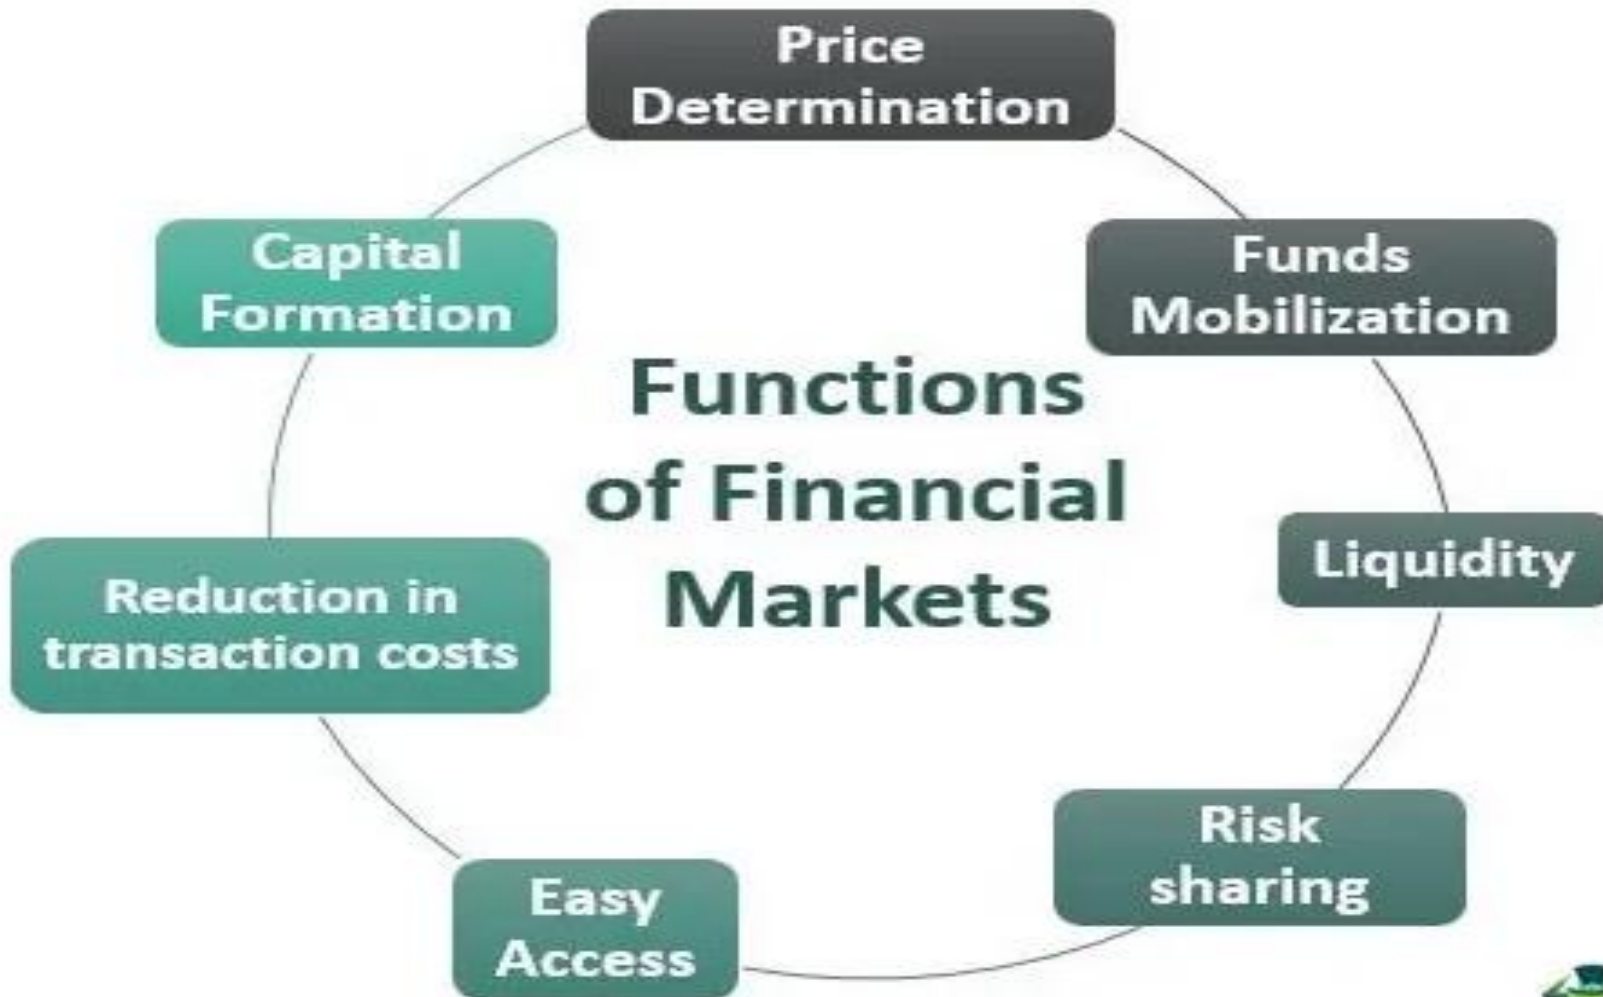 Price
Determination
Funds
Mobilization
Liquidity
Risk
sharing
Easy
Access
Reduction in
transaction costs
Capital
Formation
Functions
of Financial
Markets